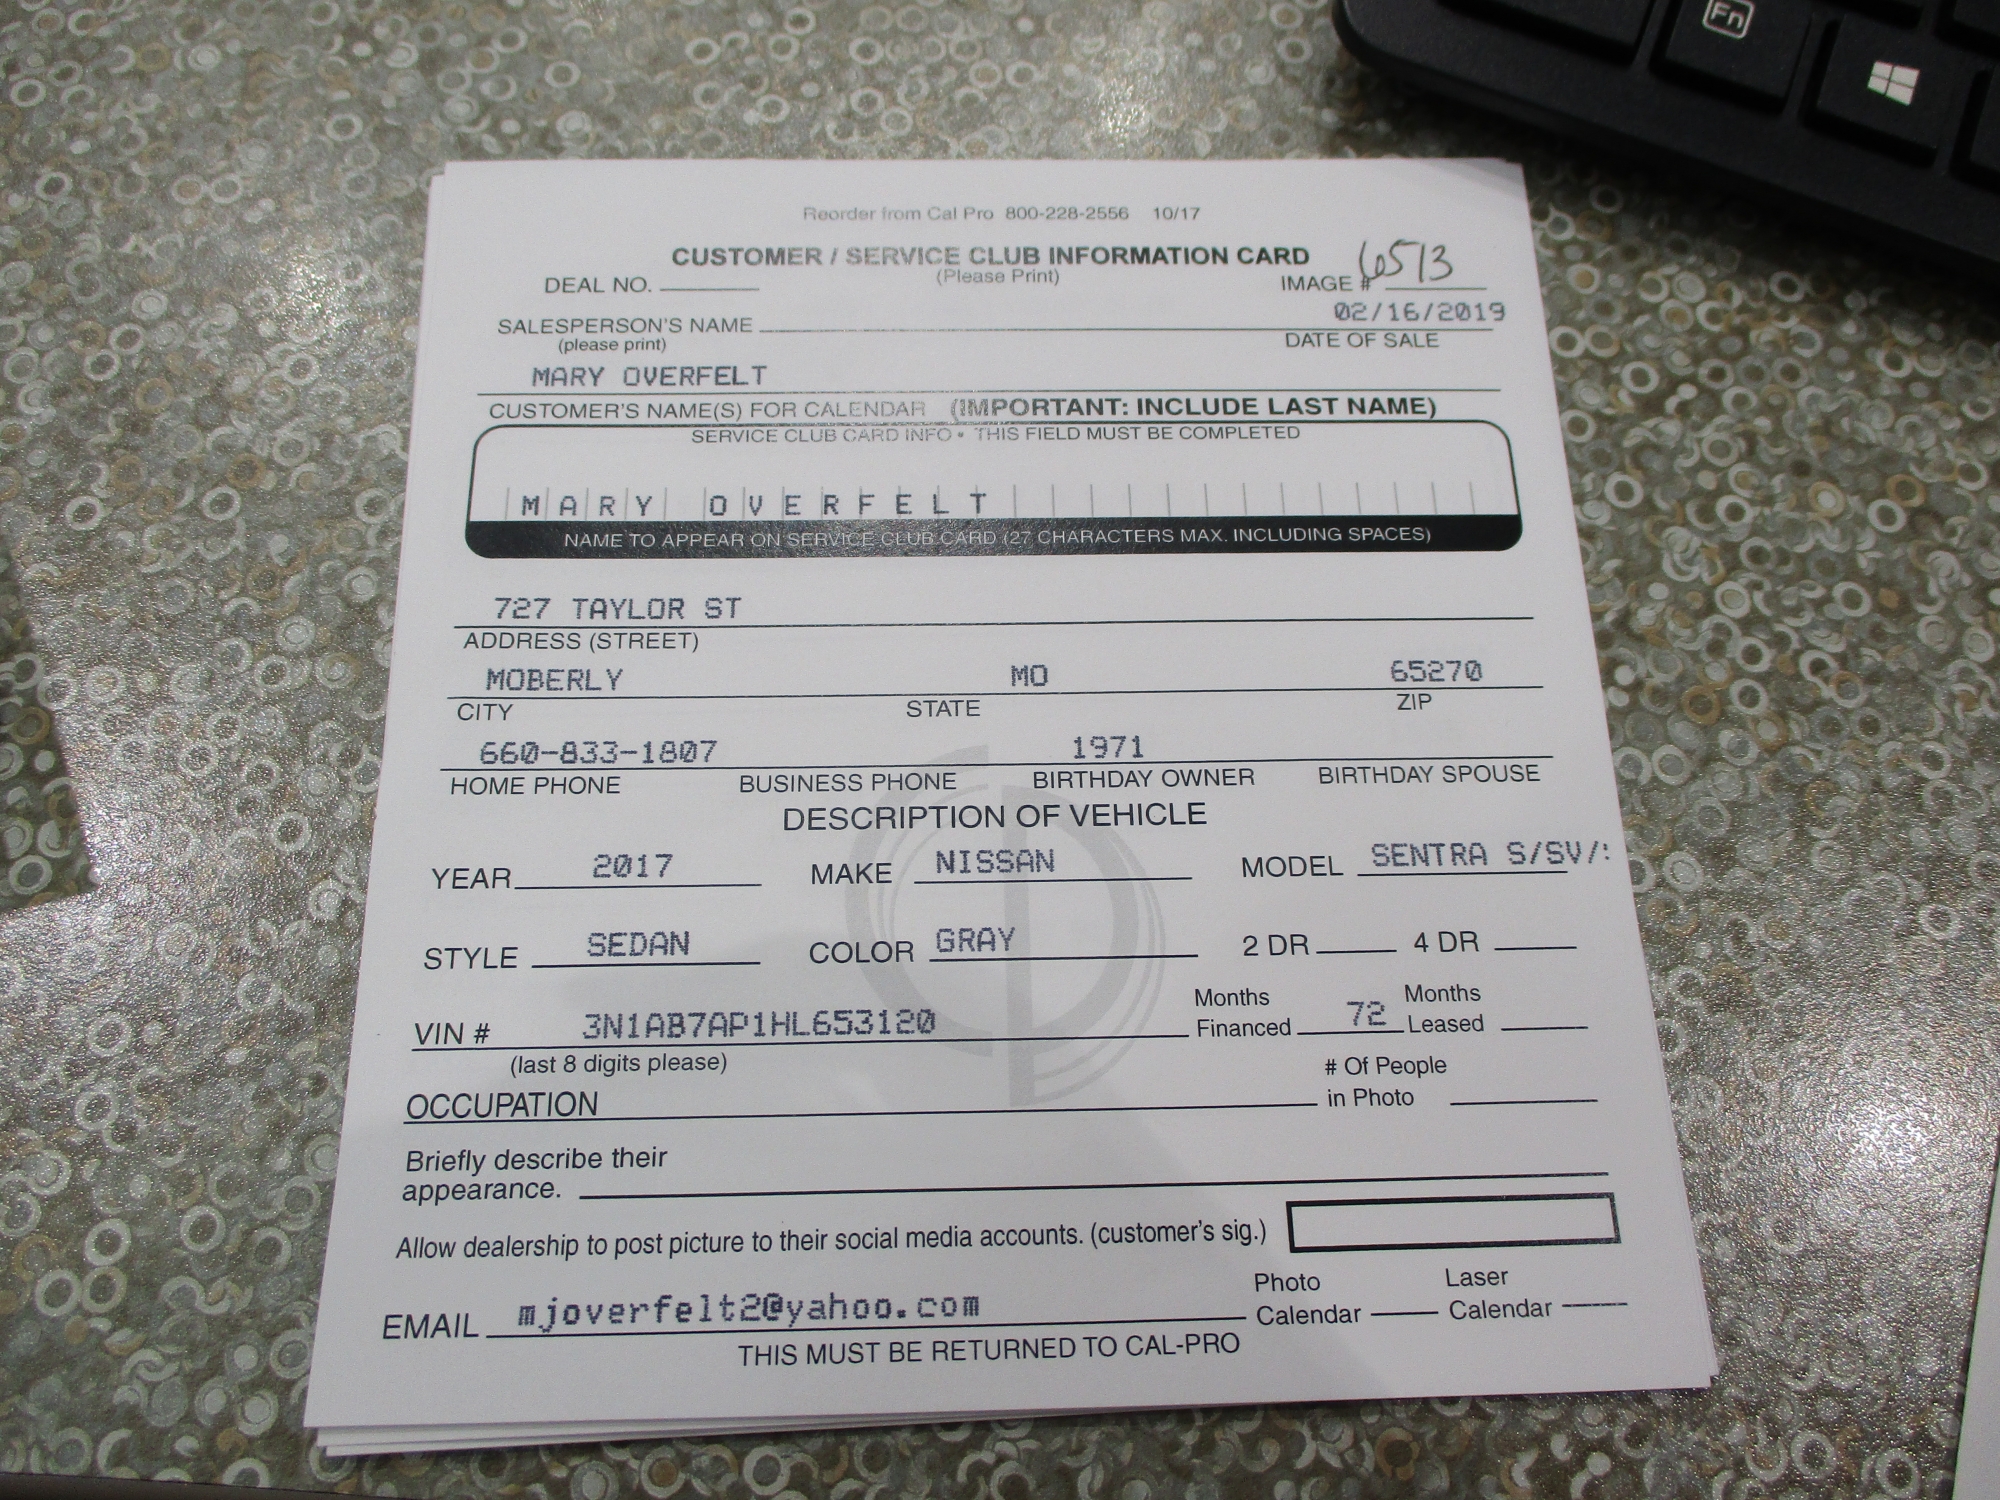 Fn
Reorder from Cal Pro 800-228-2556 10/17
CUSTOMER / SERVICE CLUB INFORMATION CARD
(Please Print)
DEAL NO.
IMAGE # 6513
02/16/2019
SALESPERSON'S NAME
(please print)
DATE OF SALE
MARY OVERFELT
CUSTOMER'S NAME(S) FOR CALENDAR (IMPORTANT: INCLUDE LAST NAME)
SERVICE CLUB CARD INFO • THIS FIELD MUST BE COMPLETED
MARY OVERFELT
NAME TO APPEAR ON SERVICE CLUB CARD (27 CHARACTERS MAX. INCLUDING SPACES)
727 TAYLOR ST
ADDRESS (STREET)
MOBERLY MO 65270
CITY STATE ZIP
660-833-1807 1971
HOME PHONE BUSINESS PHONE BIRTHDAY OWNER BIRTHDAY SPOUSE
DESCRIPTION OF VEHICLE
YEAR 2017 MAKE NISSAN MODEL SENTRA S/SV/:
STYLE SEDAN COLOR GRAY 2 DR 4 DR
VIN # 3N1AB7AP1HL653120 Months Financed 72 Months Leased
(last 8 digits please)
OCCUPATION # Of People in Photo
Briefly describe their
appearance.
Allow dealership to post picture to their social media accounts. (customer's sig.)
EMAIL mjoverfelt2@yahoo.com Photo Calendar Laser Calendar
THIS MUST BE RETURNED TO CAL-PRO